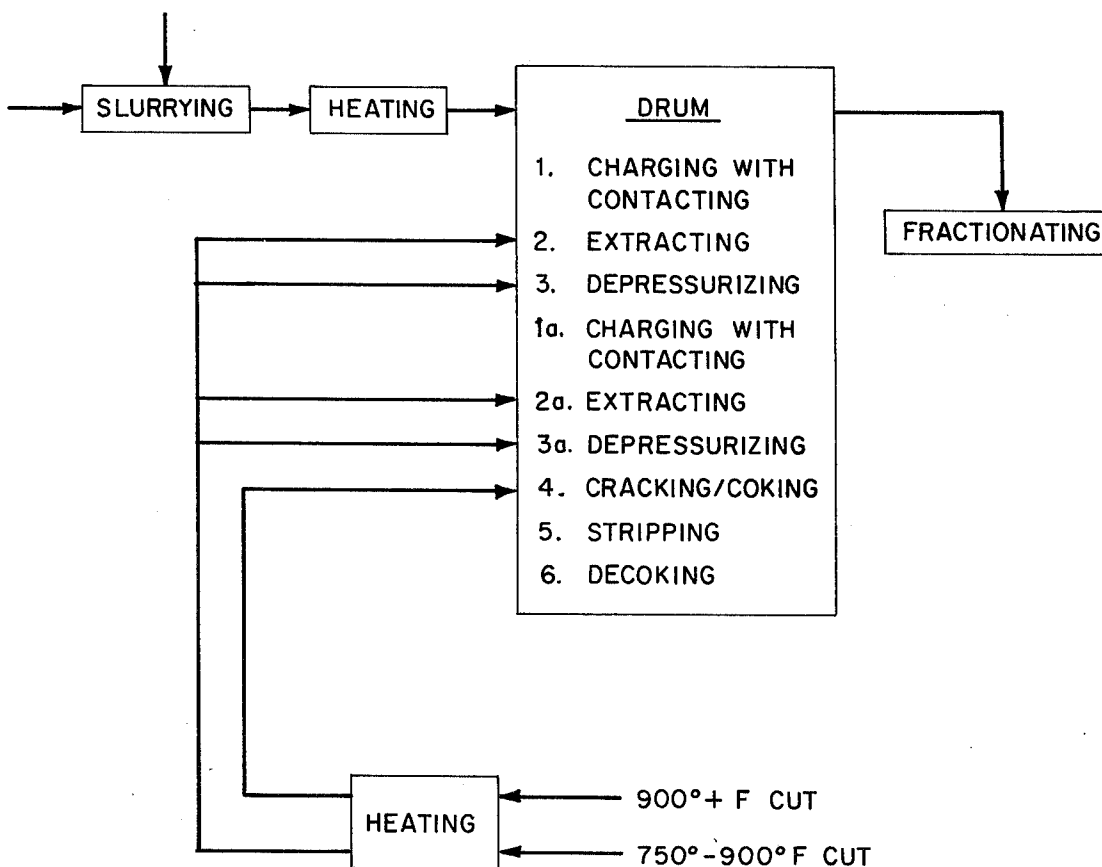 SLURRYING
HEATING
DRUM
1. CHARGING WITH
CONTACTING
2. EXTRACTING
3. DEPRESSURIZING
1a. CHARGING WITH
CONTACTING
2a. EXTRACTING
3a. DEPRESSURIZING
4. CRACKING/COKING
5. STRIPPING
6. DECOKING
FRACTIONATING
HEATING
900°+ F CUT
750°-900°F CUT